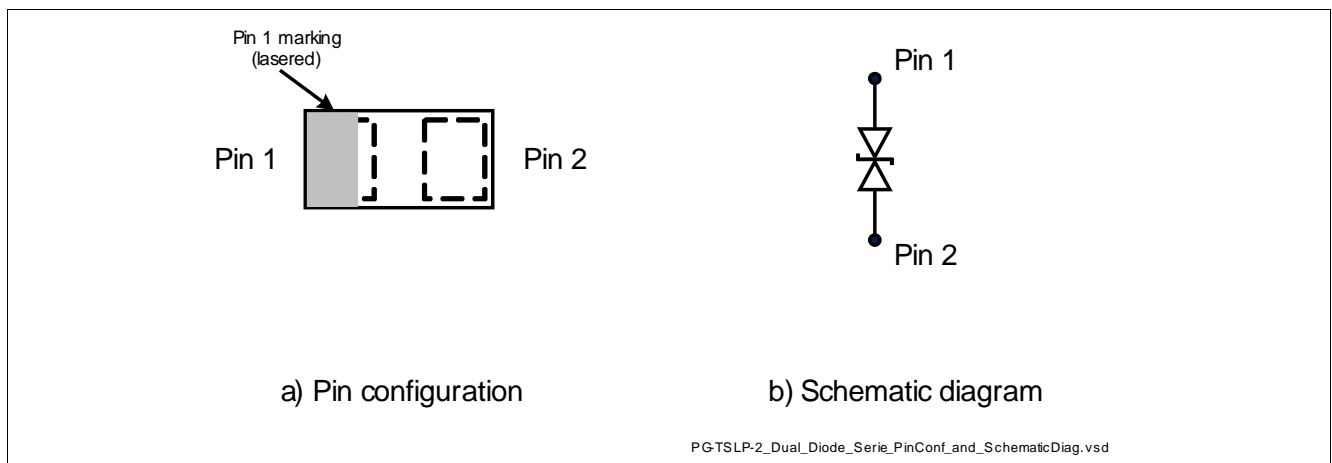 Pin 1 marking
(lasered)
Pin 1
Pin 2
Pin 1
Pin 2
a) Pin configuration
b) Schematic diagram
PG-TSLP-2_Dual_Diode_Serie_PinConf_and_SchematicDiag.vsd